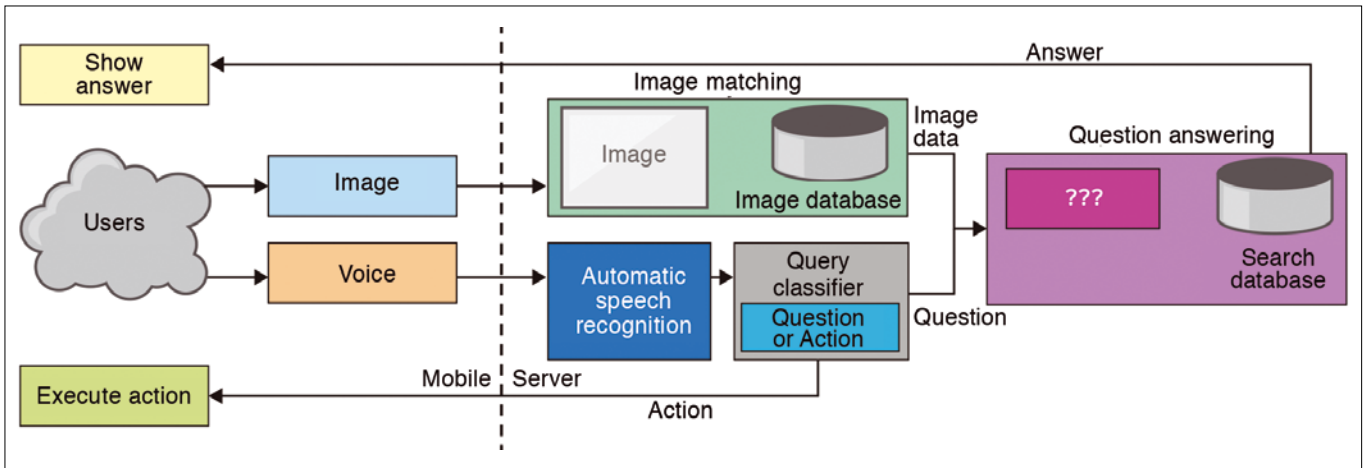 Show
answer
Answer
Image matching
Image
Image database
Image
data
Question answering
???
Search
database
Users
Image
Voice
Automatic
speech
recognition
Query
classifier
Question
or Action
Question
Execute action
Mobile
Server
Action